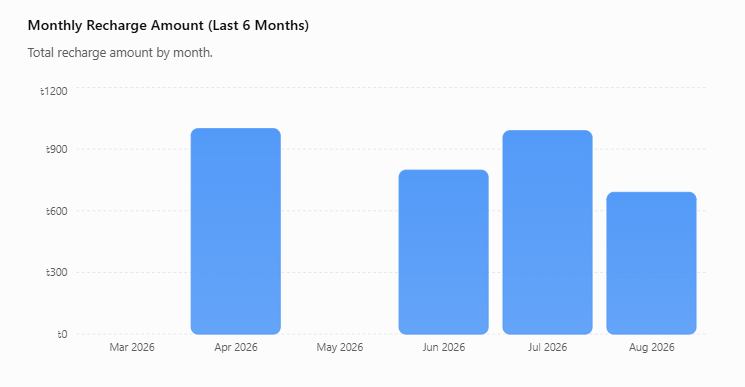 Monthly Recharge Amount (Last 6 Months)
Total recharge amount by month.
৳1200
৳900
৳600
৳300
৳0
Mar 2026 Apr 2026 May 2026 Jun 2026 Jul 2026 Aug 2026